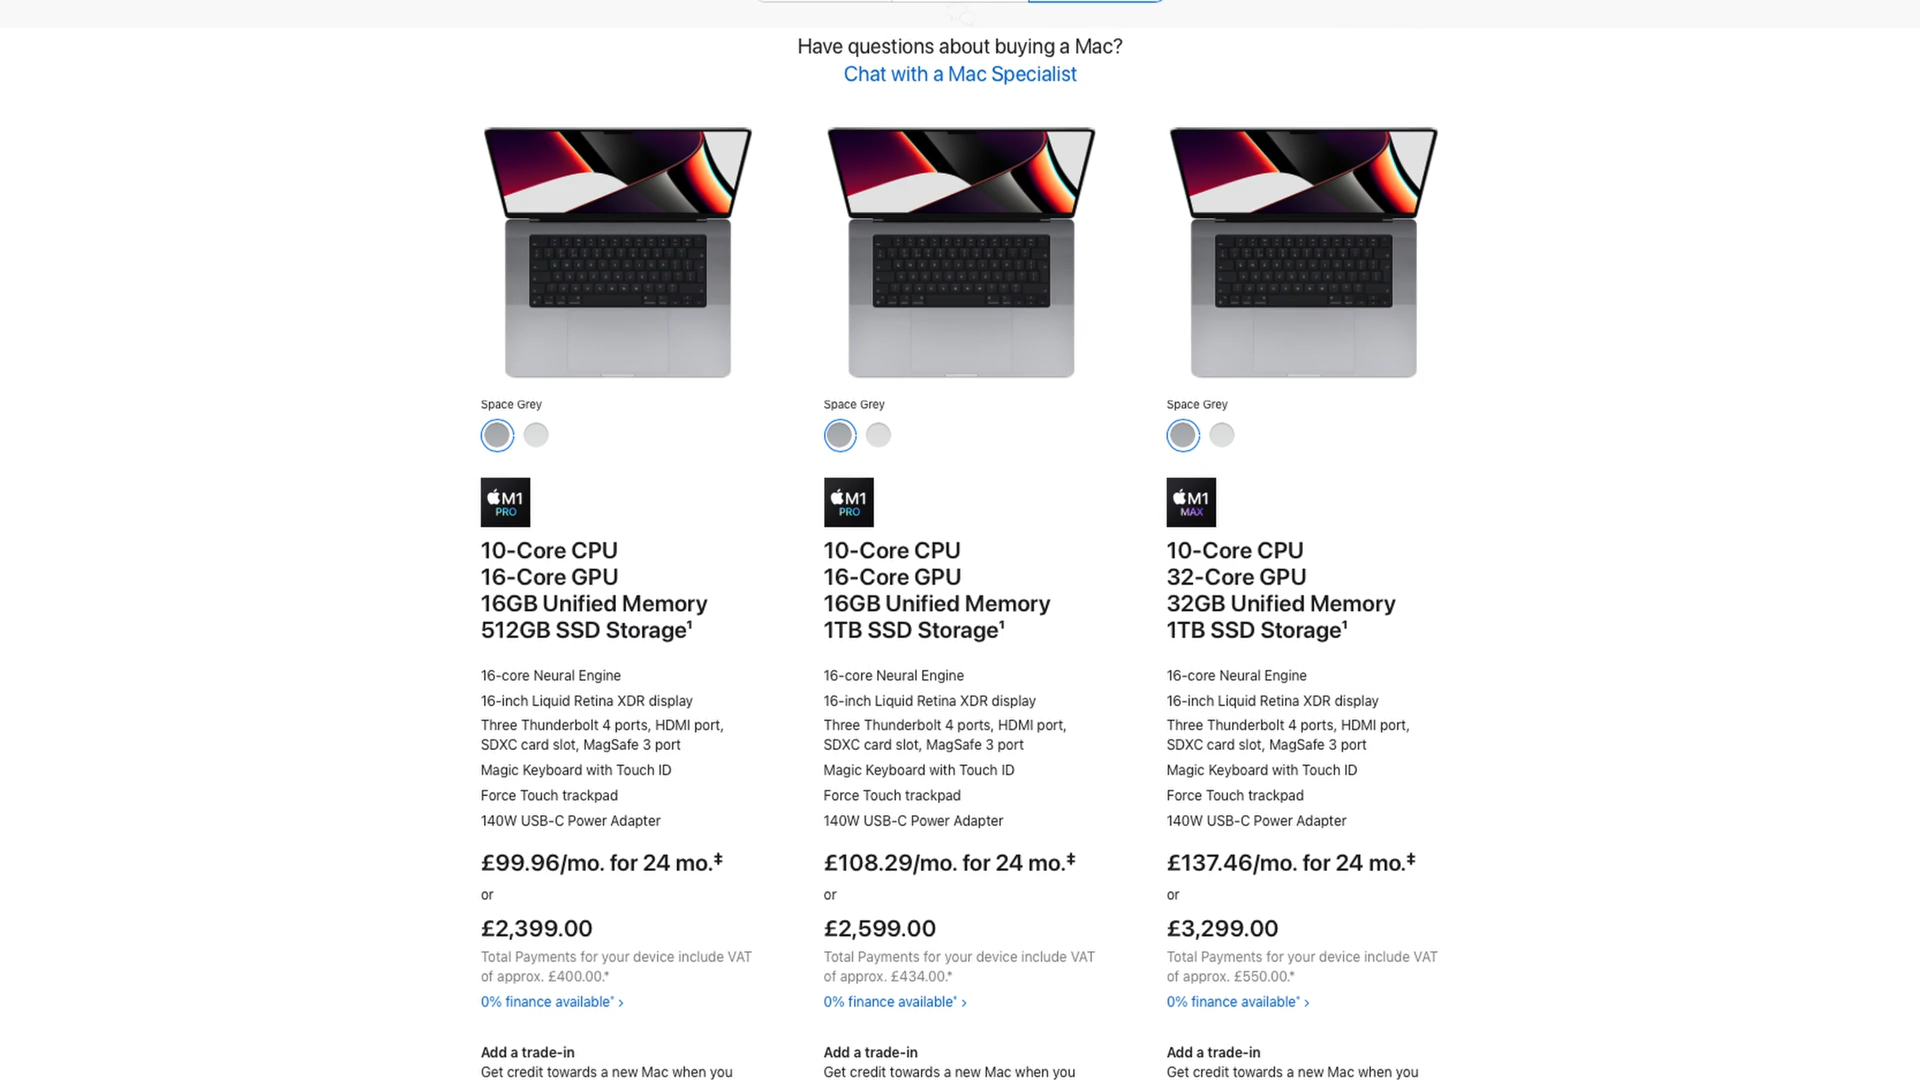 Have questions about buying a Mac?
Chat with a Mac Specialist
Space Grey
Space Grey
Space Grey
M1
PRO
M1
PRO
M1
MAX
10-Core CPU
16-Core GPU
16GB Unified Memory
512GB SSD Storage¹
10-Core CPU
16-Core GPU
16GB Unified Memory
1TB SSD Storage¹
10-Core CPU
32-Core GPU
32GB Unified Memory
1TB SSD Storage¹
16-core Neural Engine
16-inch Liquid Retina XDR display
Three Thunderbolt 4 ports, HDMI port,
SDXC card slot, MagSafe 3 port
Magic Keyboard with Touch ID
Force Touch trackpad
140W USB-C Power Adapter
16-core Neural Engine
16-inch Liquid Retina XDR display
Three Thunderbolt 4 ports, HDMI port,
SDXC card slot, MagSafe 3 port
Magic Keyboard with Touch ID
Force Touch trackpad
140W USB-C Power Adapter
16-core Neural Engine
16-inch Liquid Retina XDR display
Three Thunderbolt 4 ports, HDMI port,
SDXC card slot, MagSafe 3 port
Magic Keyboard with Touch ID
Force Touch trackpad
140W USB-C Power Adapter
£99.96/mo. for 24 mo.‡
or
£2,399.00
Total Payments for your device include VAT
of approx. £400.00.*
0% finance available* ›
£108.29/mo. for 24 mo.‡
or
£2,599.00
Total Payments for your device include VAT
of approx. £434.00.*
0% finance available* ›
£137.46/mo. for 24 mo.‡
or
£3,299.00
Total Payments for your device include VAT
of approx. £550.00.*
0% finance available* ›
Add a trade-in
Get credit towards a new Mac when you
Add a trade-in
Get credit towards a new Mac when you
Add a trade-in
Get credit towards a new Mac when you